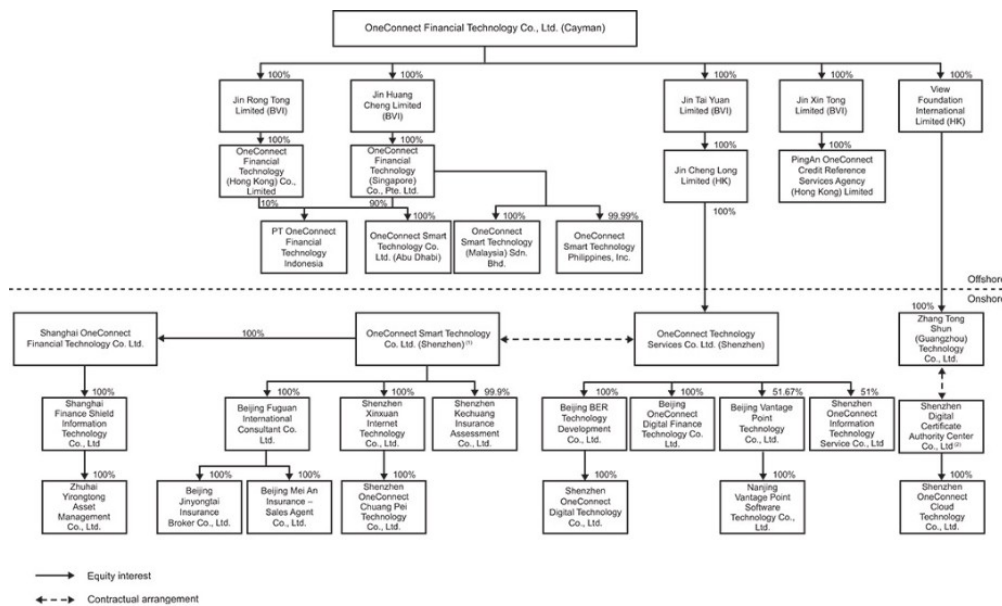 OneConnect Financial Technology Co., Ltd. (Cayman)
100%
100%
100%
100%
100%
Jin Rong Tong
Limited (BVI)
Jin Huang
Cheng Limited
(BVI)
Jin Tai Yuan
Limited (BVI)
Jin Xin Tong
Limited (BVI)
View
Foundation
International
Limited (HK)
100%
100%
100%
100%
OneConnect
Financial
Technology
(Hong Kong) Co.,
Limited
OneConnect
Financial
Technology
(Singapore)
Co., Pte. Ltd.
Jin Cheng Long
Limited (HK)
PingAn OneConnect
Credit Reference
Services Agency
(Hong Kong) Limited
10%
90%
100%
100%
99.99%
100%
PT OneConnect
Financial
Technology
Indonesia
OneConnect Smart
Technology Co.
Ltd. (Abu Dhabi)
OneConnect
Smart Technology
(Malaysia) Sdn.
Bhd.
OneConnect
Smart Technology
Philippines, Inc.
Offshore
Onshore
100%
Shanghai OneConnect
Financial Technology Co. Ltd.
100%
OneConnect Smart Technology
Co. Ltd. (Shenzhen) (1)
OneConnect Technology
Services Co. Ltd. (Shenzhen)
Zhang Tong
Shun
(Guangzhou)
Technology
Co., Ltd.
100%
100%
100%
99.9%
100%
100%
51.67%
51%
Shanghai
Finance Shield
Information
Technology
Co., Ltd
Beijing Fuguan
International
Consultant Co.
Ltd.
Shenzhen
Xinxuan
Internet
Technology
Co., Ltd.
Shenzhen
Kechuang
Insurance
Assessment Co., Ltd.
Beijing BER
Technology
Development
Co., Ltd.
Beijing
OneConnect
Digital Finance
Technology Co.
Ltd.
Beijing Vantage
Point
Technology
Co., Ltd.
Shenzhen
OneConnect
Information
Technology
Service Co., Ltd
Shenzhen
Digital
Certificate
Authority Center
Co., Ltd (2)
100%
100%
100%
100%
100%
100%
100%
Zhuhai
Yirongtong
Asset
Management
Co., Ltd.
Beijing
Jinyongtai
Insurance
Broker Co., Ltd.
Beijing Mei An
Insurance –
Sales Agent
Co., Ltd.
Shenzhen
OneConnect
Chuang Pei
Technology
Co., Ltd.
Shenzhen
OneConnect
Digital Technology
Co., Ltd.
Nanjing
Vantage Point
Software
Technology Co.,
Ltd.
Shenzhen
OneConnect
Cloud
Technology
Co., Ltd.
Equity interest
Contractual arrangement